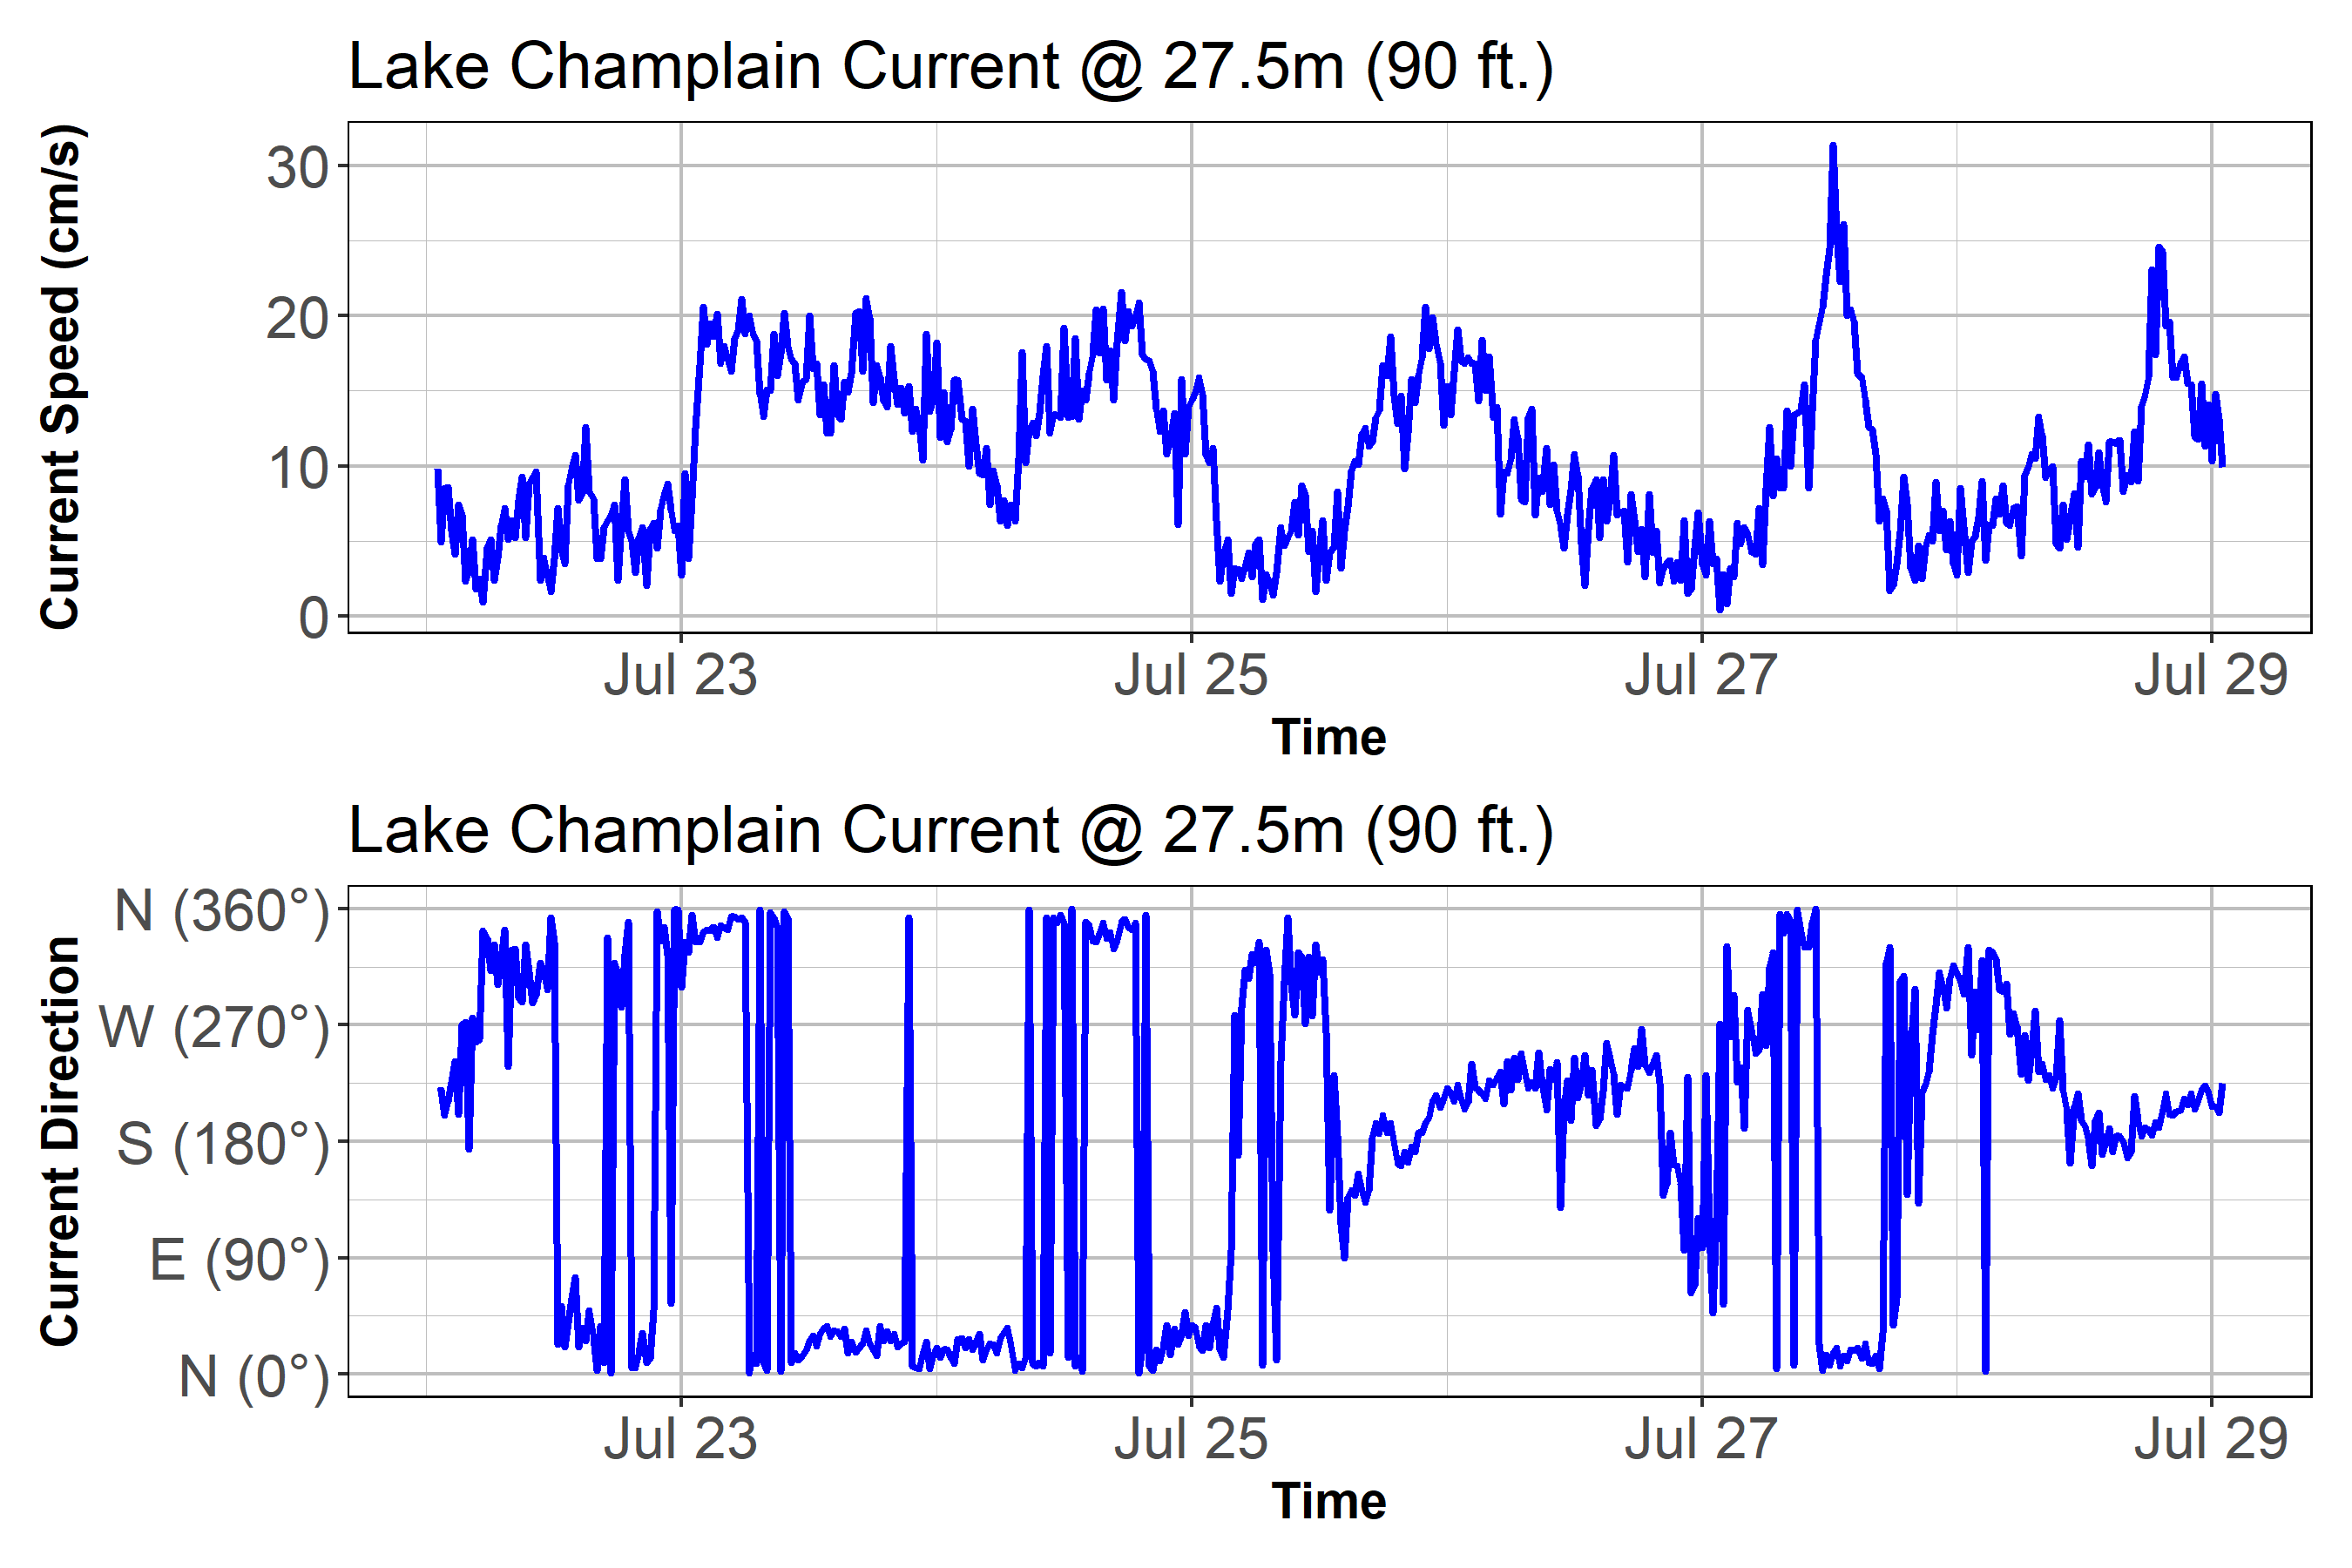 Lake Champlain Current @ 27.5m (90 ft.)
Current Speed (cm/s)
30
20
10
0
Jul 23 Jul 25 Jul 27 Jul 29
Time
Lake Champlain Current @ 27.5m (90 ft.)
Current Direction
N (360°)
W (270°)
S (180°)
E (90°)
N (0°)
Jul 23 Jul 25 Jul 27 Jul 29
Time